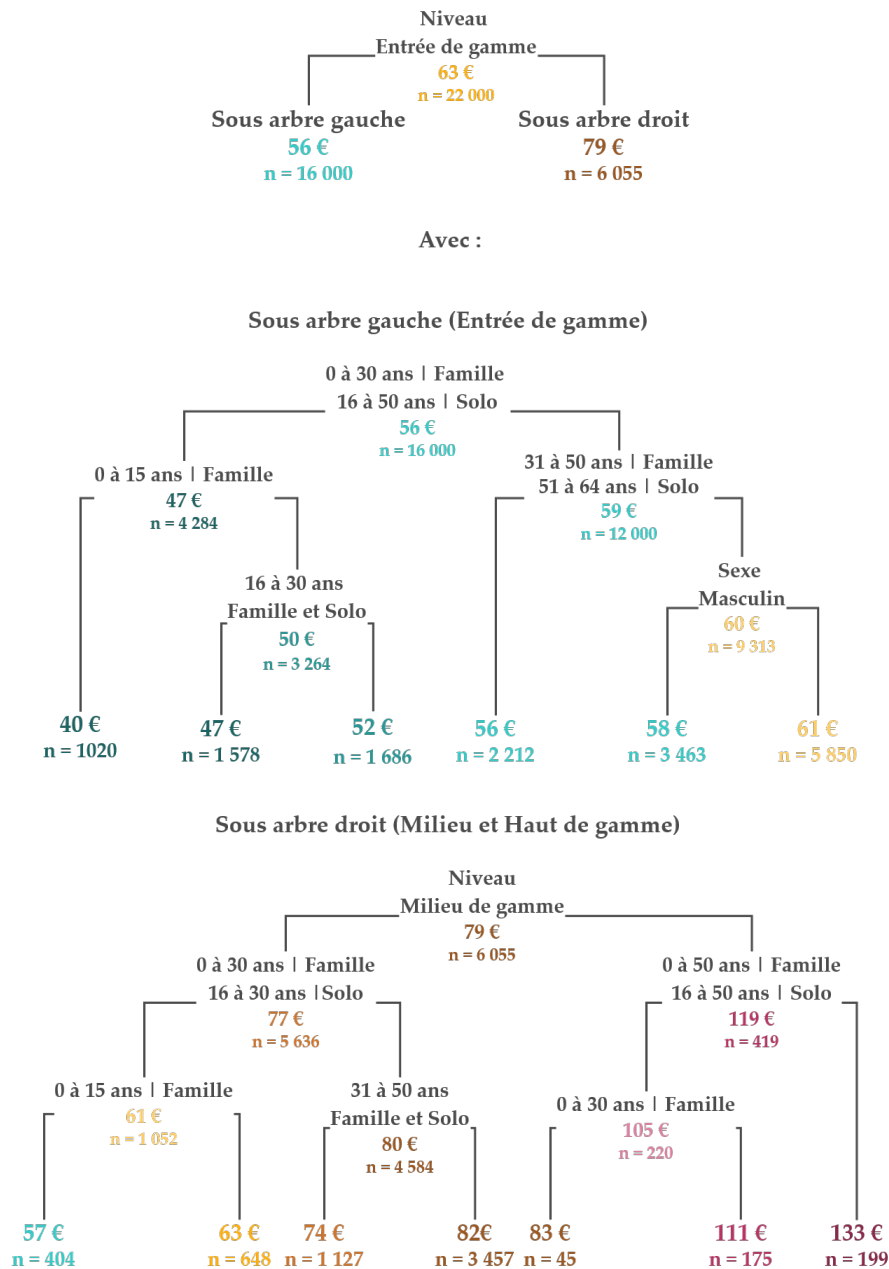 Niveau
Entrée de gamme
63 €
n = 22 000
Sous arbre gauche
56 €
n = 16 000
Sous arbre droit
79 €
n = 6 055
Avec :
Sous arbre gauche (Entrée de gamme)
0 à 30 ans | Famille
16 à 50 ans | Solo
56 €
n = 16 000
0 à 15 ans | Famille
47 €
n = 4 284
31 à 50 ans | Famille
51 à 64 ans | Solo
59 €
n = 12 000
16 à 30 ans
Famille et Solo
50 €
n = 3 264
Sexe
Masculin
60 €
n = 9 313
40 €
n = 1020
47 €
n = 1 578
52 €
n = 1 686
56 €
n = 2 212
58 €
n = 3 463
61 €
n = 5 850
Sous arbre droit (Milieu et Haut de gamme)
Niveau
Milieu de gamme
79 €
n = 6 055
0 à 30 ans | Famille
16 à 30 ans |Solo
77 €
n = 5 636
0 à 50 ans | Famille
16 à 50 ans | Solo
119 €
n = 419
0 à 15 ans | Famille
61 €
n = 1 052
31 à 50 ans
Famille et Solo
80 €
n = 4 584
0 à 30 ans | Famille
105 €
n = 220
57 €
n = 404
63 €
n = 648
74 €
n = 1 127
82€
n = 3 457
83 €
n = 45
111 €
n = 175
133 €
n = 199